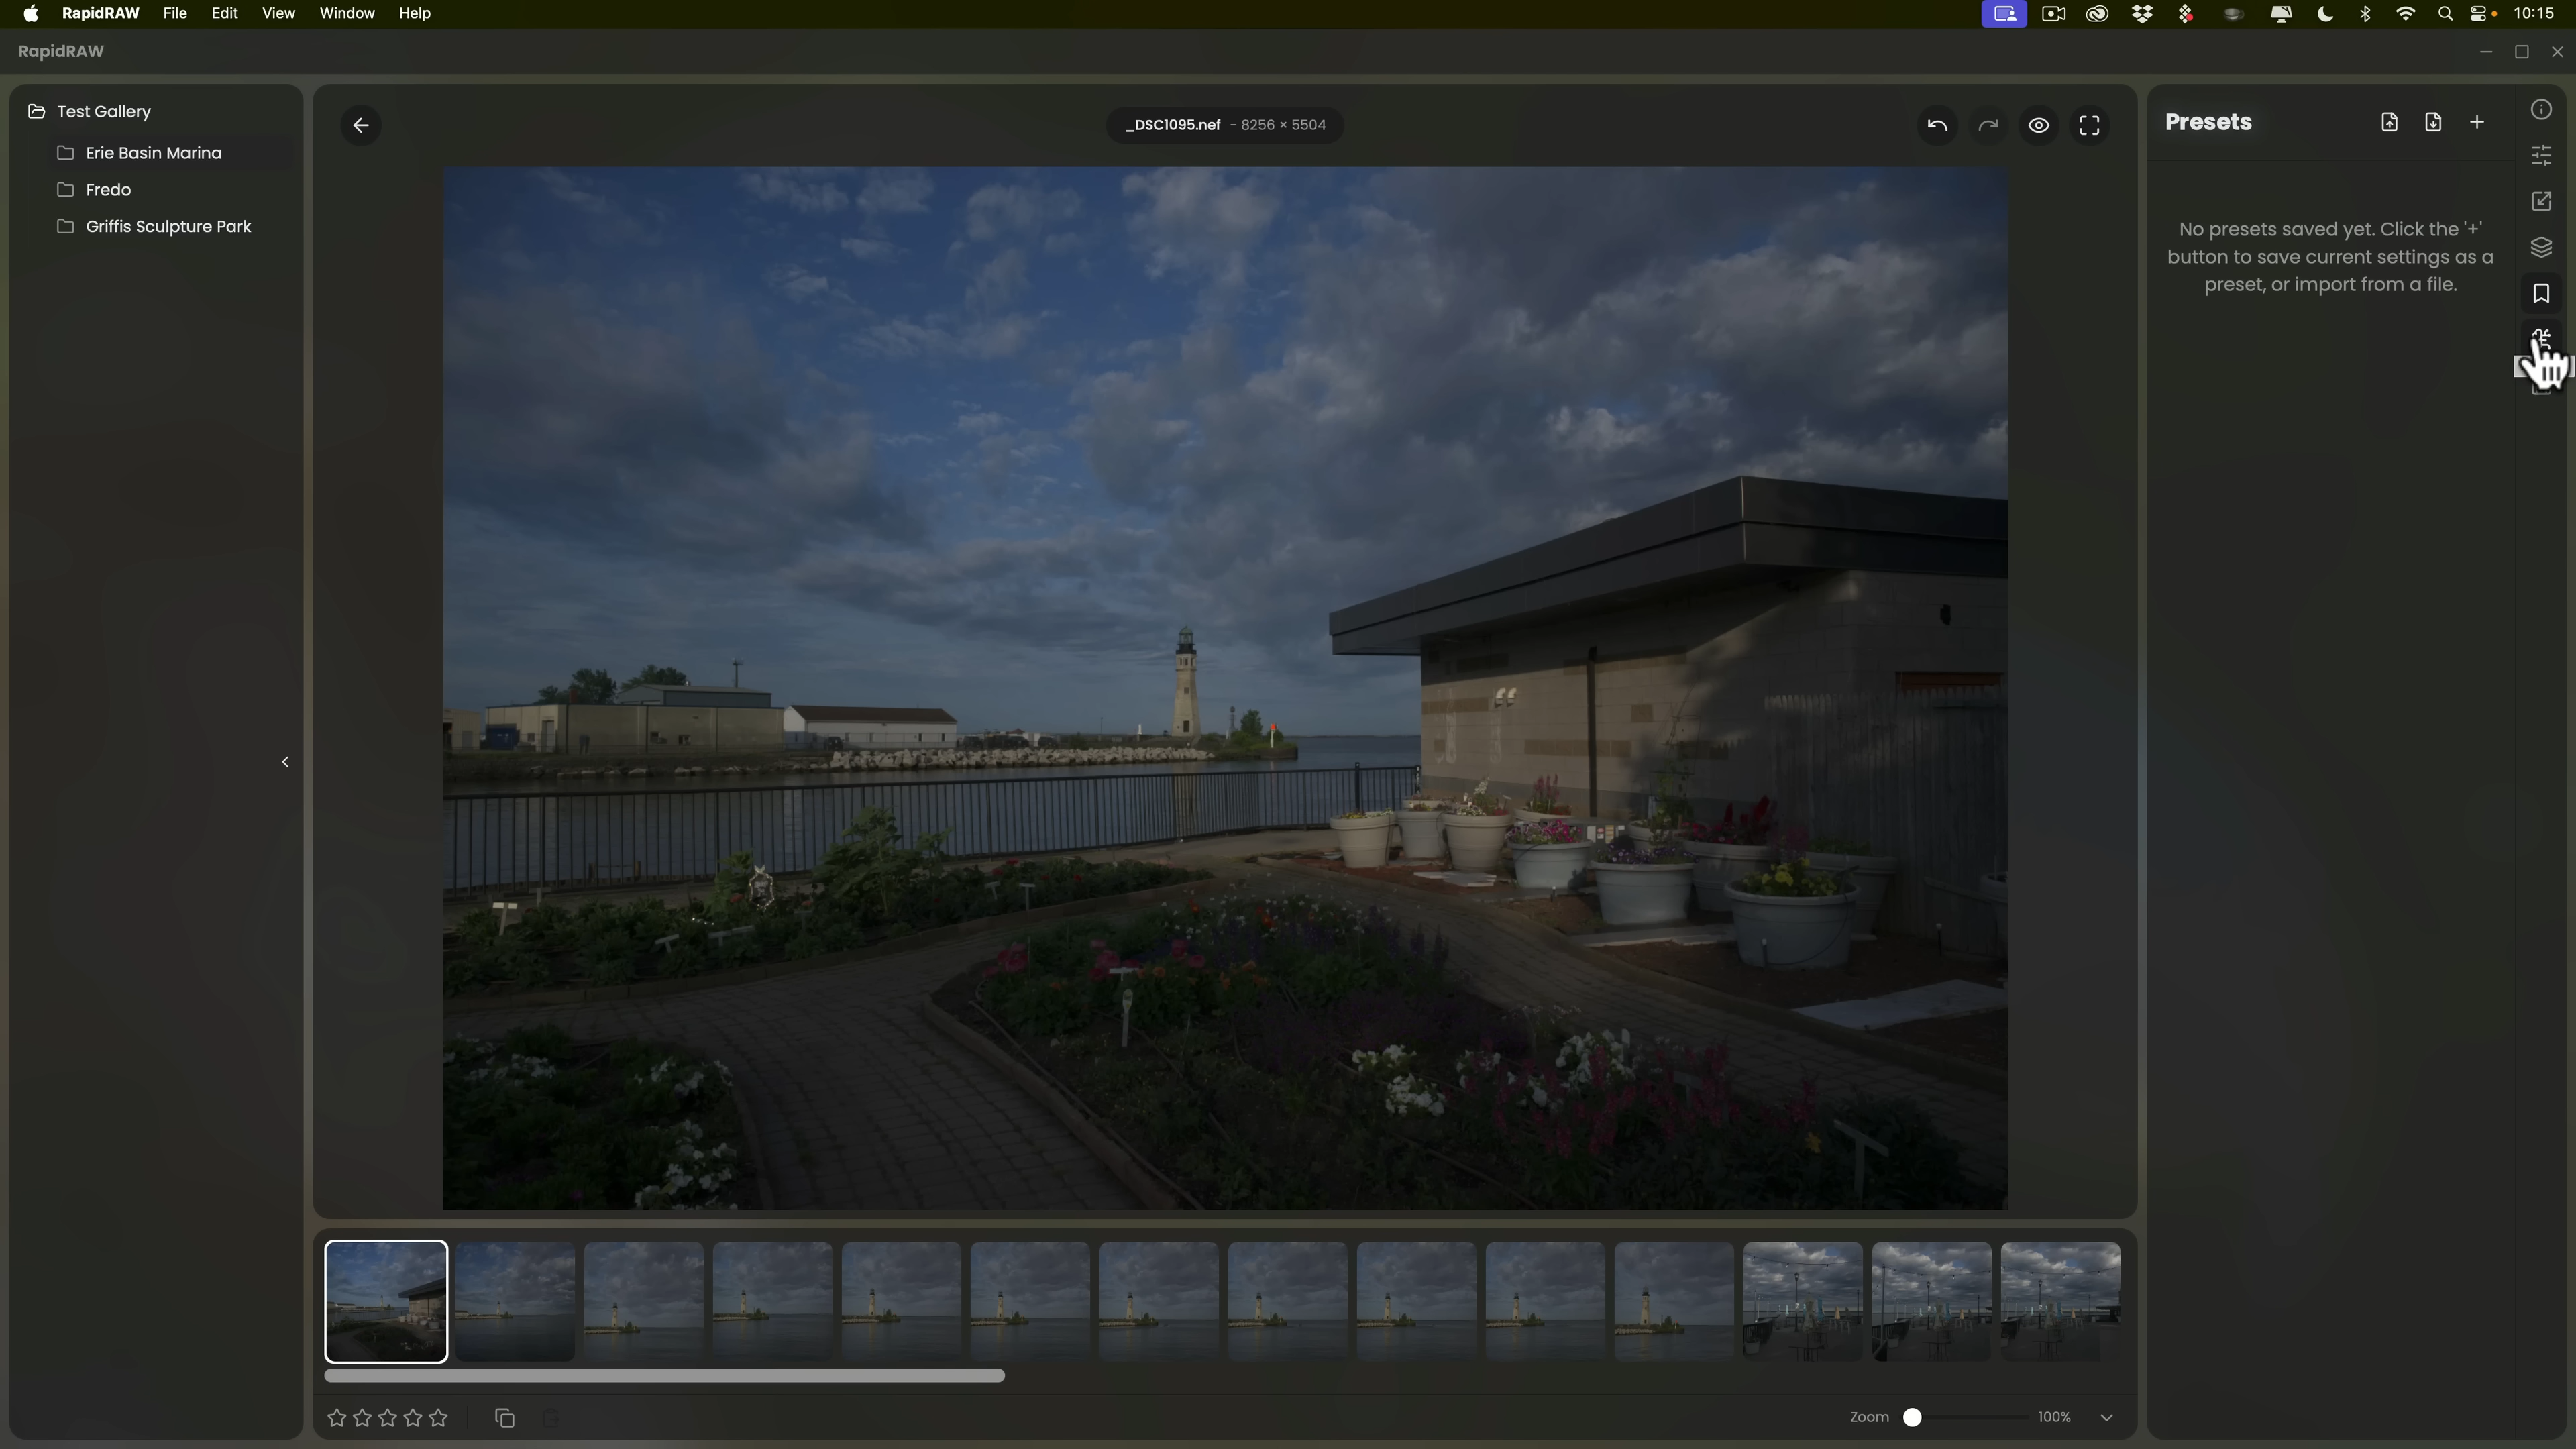 RapidRAW File Edit View Window Help 10:15
RapidRAW
Test Gallery
Erie Basin Marina
Fredo
Griffis Sculpture Park
_DSC1095.nef - 8256 × 5504
Presets
No presets saved yet. Click the '+'
button to save current settings as a
preset, or import from a file.
Zoom 100%